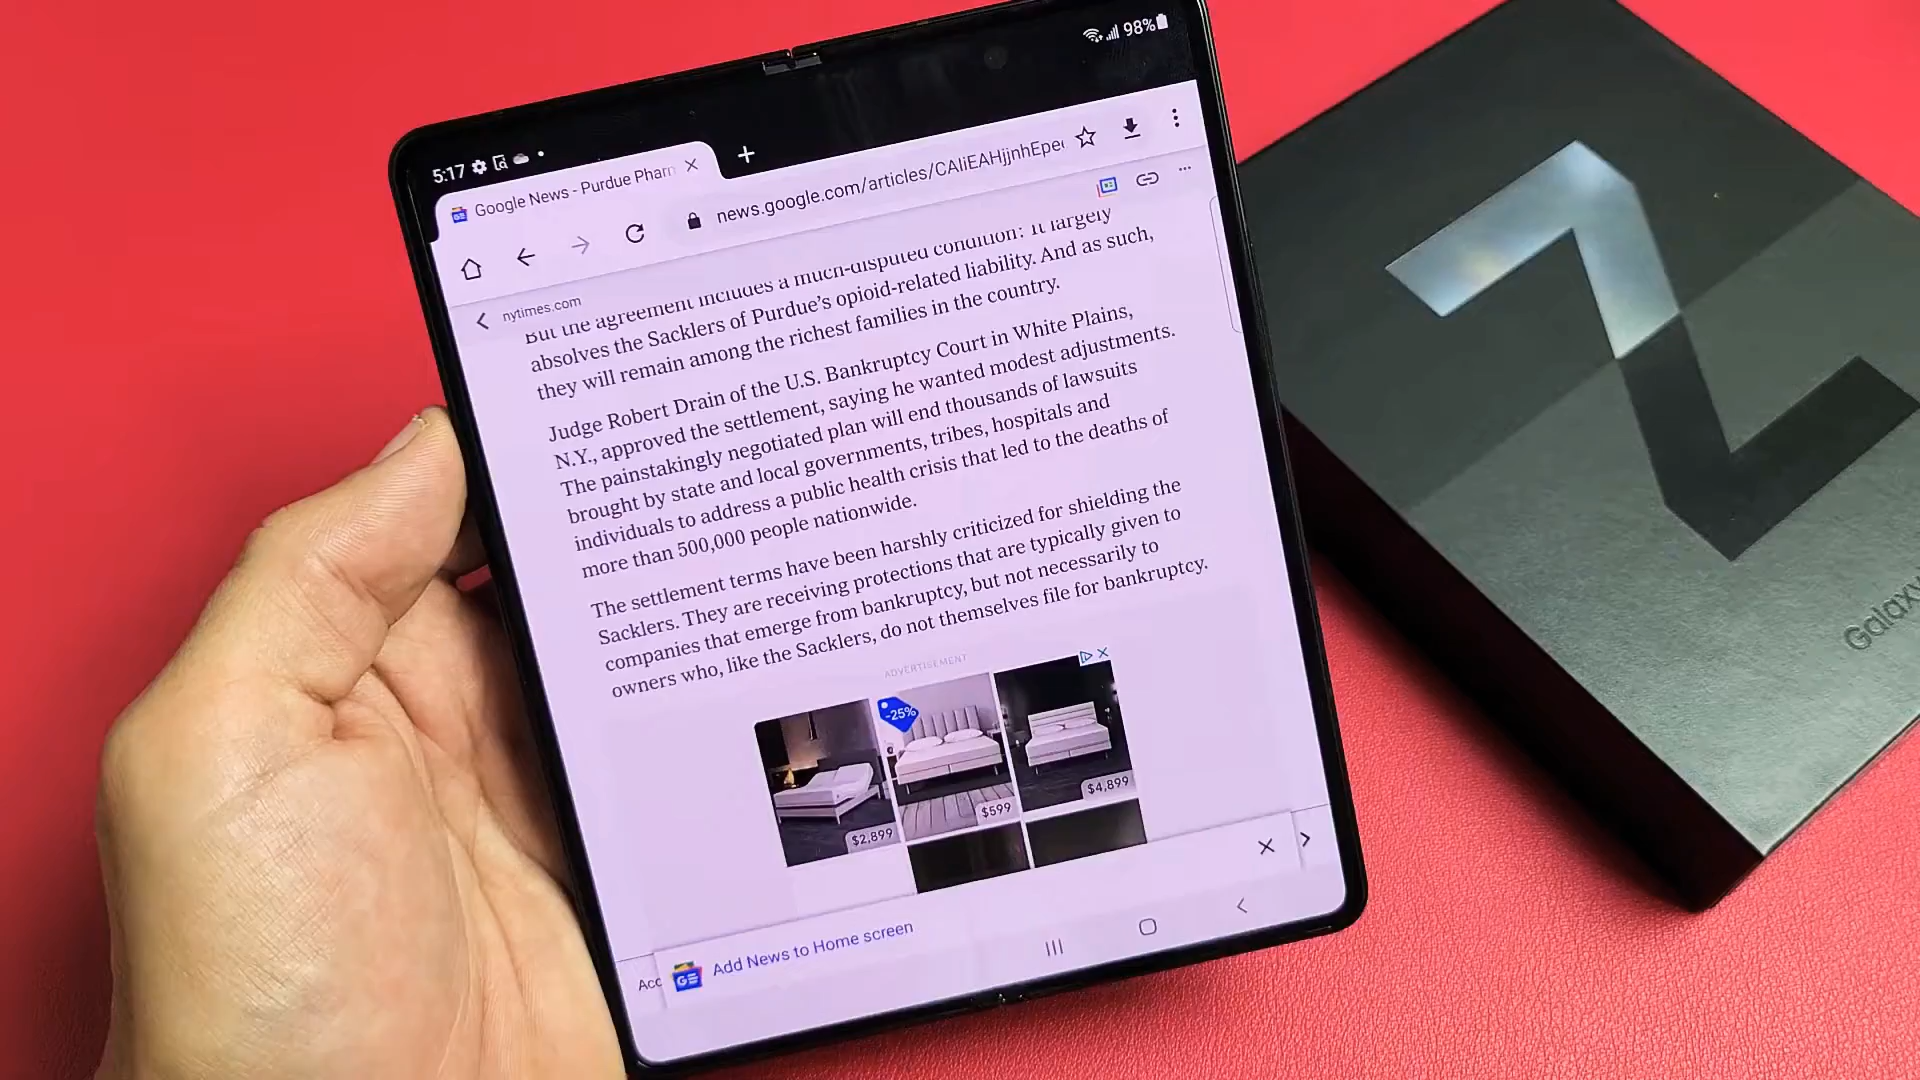 98%
5:17
Google News - Purdue Pharn
news.google.com/articles/CAIiEAHjjnhEpe
nytimes.com
But the agreement includes a much-disputed condition: It largely
absolves the Sacklers of Purdue's opioid-related liability. And as such,
they will remain among the richest families in the country.
Judge Robert Drain of the U.S. Bankruptcy Court in White Plains,
N.Y., approved the settlement, saying he wanted modest adjustments.
The painstakingly negotiated plan will end thousands of lawsuits
brought by state and local governments, tribes, hospitals and
individuals to address a public health crisis that led to the deaths of
more than 500,000 people nationwide.
The settlement terms have been harshly criticized for shielding the
Sacklers. They are receiving protections that are typically given to
companies that emerge from bankruptcy, but not necessarily to
owners who, like the Sacklers, do not themselves file for bankruptcy.
ADVERTISEMENT
-25%
$2,899
$599
$4,899
Acc
GE Add News to Home screen
Z
Galaxy